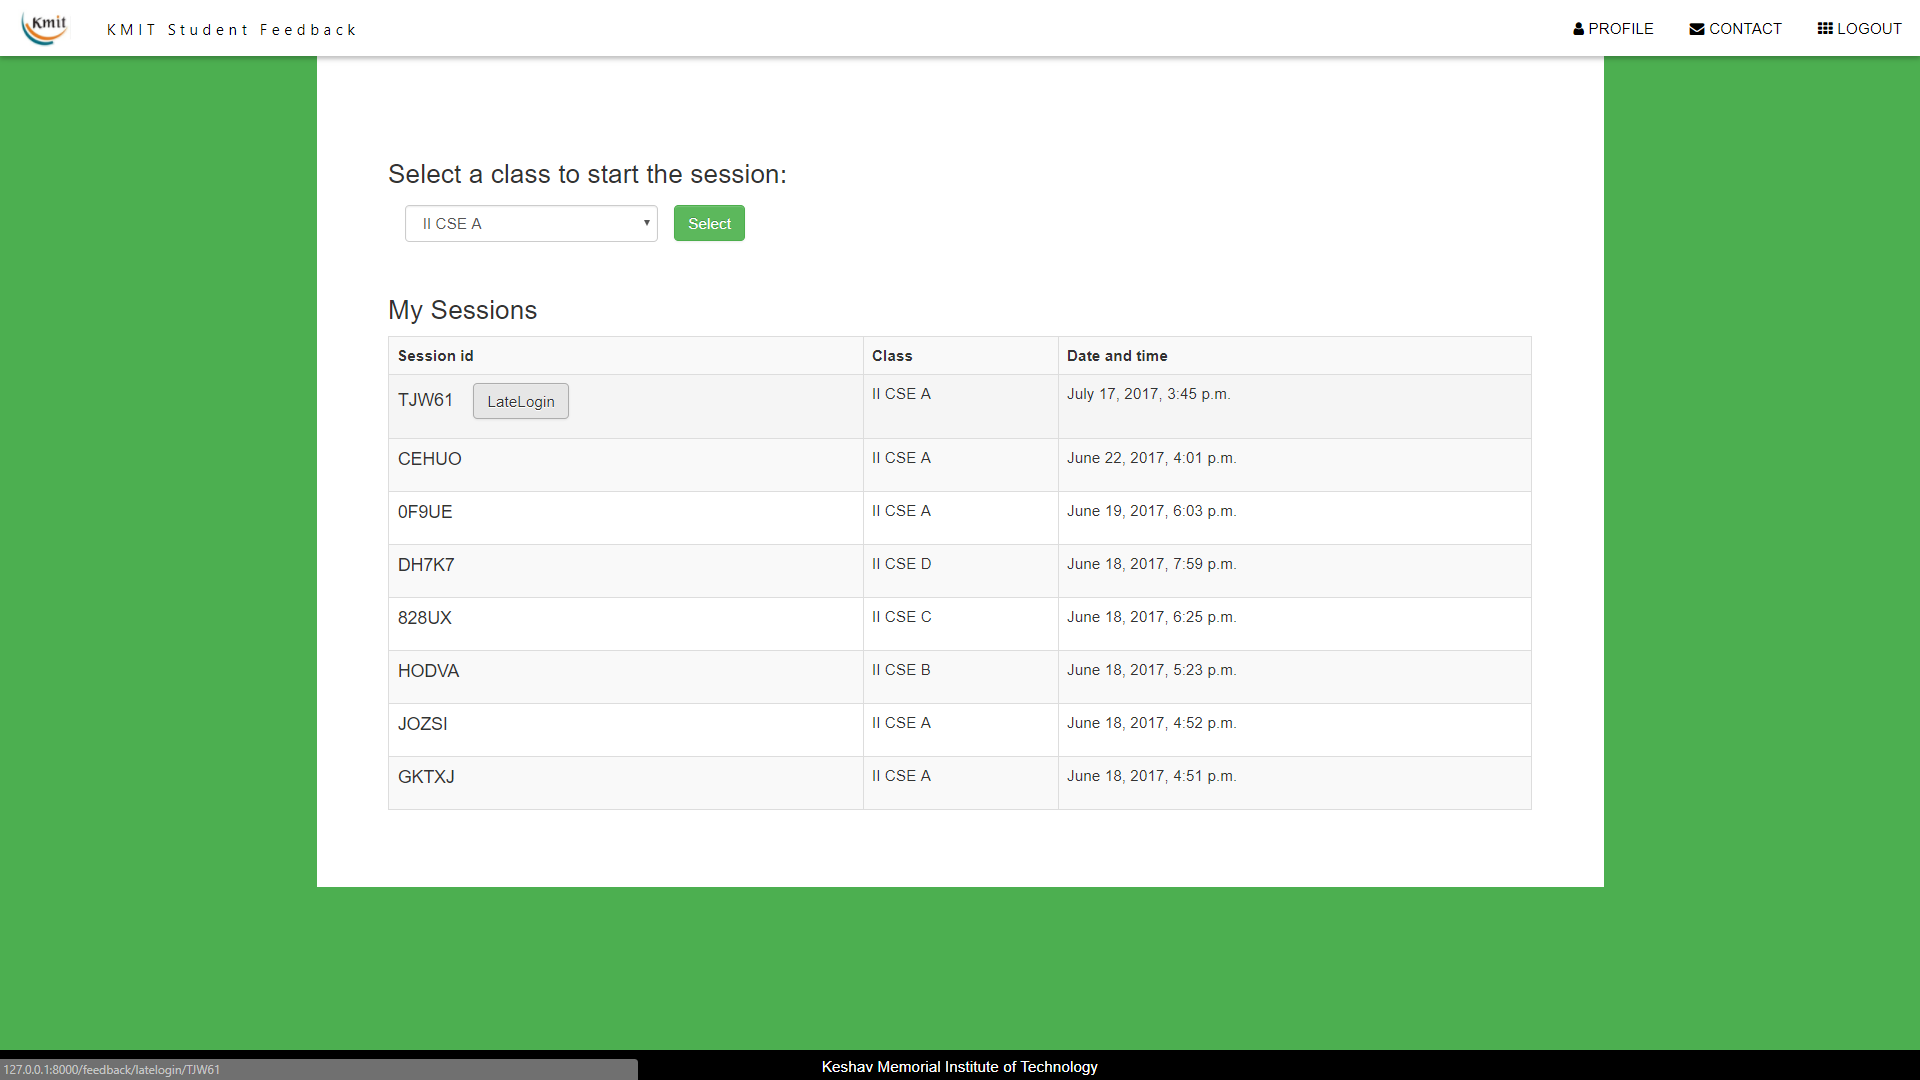 Kmit
KMIT Student Feedback
PROFILE
CONTACT
LOGOUT
Select a class to start the session:
II CSE A
Select
My Sessions
Session id Class Date and time
TJW61 LateLogin II CSE A July 17, 2017, 3:45 p.m.
CEHUO II CSE A June 22, 2017, 4:01 p.m.
0F9UE II CSE A June 19, 2017, 6:03 p.m.
DH7K7 II CSE D June 18, 2017, 7:59 p.m.
828UX II CSE C June 18, 2017, 6:25 p.m.
HODVA II CSE B June 18, 2017, 5:23 p.m.
JOZSI II CSE A June 18, 2017, 4:52 p.m.
GKTXJ II CSE A June 18, 2017, 4:51 p.m.
Keshav Memorial Institute of Technology
127.0.0.1:8000/feedback/latelogin/TJW61